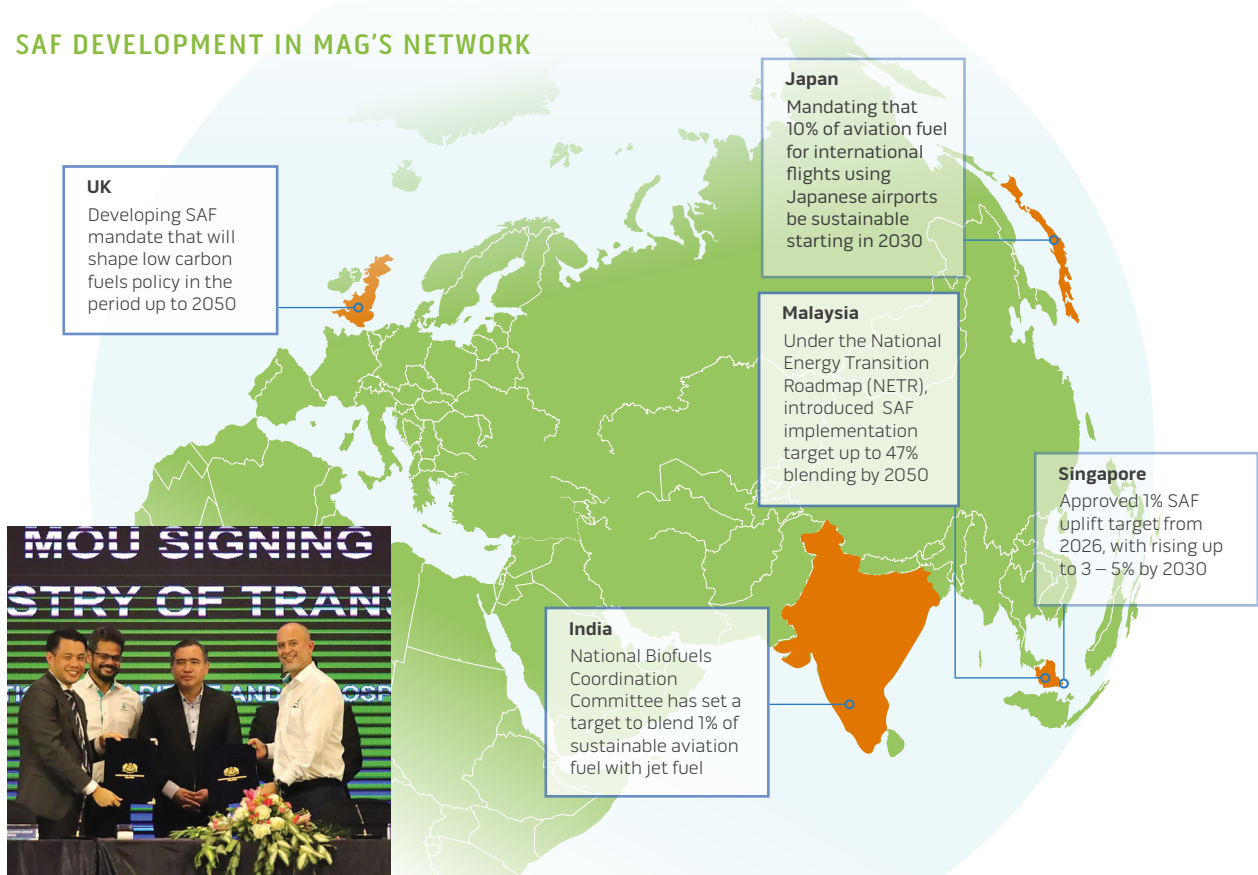 SAF DEVELOPMENT IN MAG'S NETWORK
Japan
Mandating that
10% of aviation fuel
for international
flights using
Japanese airports
be sustainable
starting in 2030
UK
Developing SAF
mandate that will
shape low carbon
fuels policy in the
period up to 2050
Malaysia
Under the National
Energy Transition
Roadmap (NETR),
introduced SAF
implementation
target up to 47%
blending by 2050
Singapore
Approved 1% SAF
uplift target from
2026, with rising up
to 3 – 5% by 2030
India
National Biofuels
Coordination
Committee has set a
target to blend 1% of
sustainable aviation
fuel with jet fuel
MOU SIGNING
STRY OF TRANS